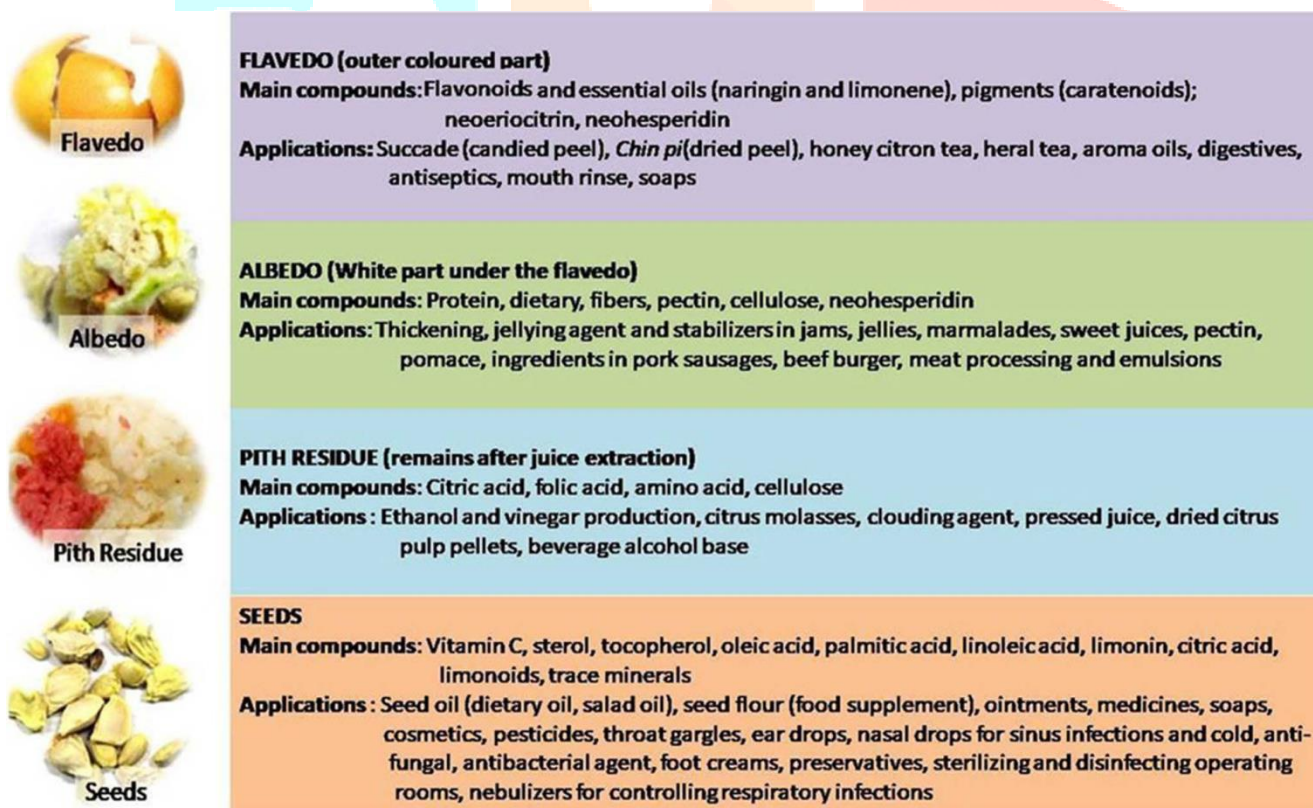 Flavedo
FLAVEDO (outer coloured part)
Main compounds: Flavonoids and essential oils (naringin and limonene), pigments (caratenoids);
neoeriocitrin, neohesperidin
Applications: Succade (candied peel), Chin pi(dried peel), honey citron tea, heral tea, aroma oils, digestives,
antiseptics, mouth rinse, soaps
Albedo
ALBEDO (White part under the flavedo)
Main compounds: Protein, dietary, fibers, pectin, cellulose, neohesperidin
Applications: Thickening, jellying agent and stabilizers in jams, jellies, marmalades, sweet juices, pectin,
pomace, ingredients in pork sausages, beef burger, meat processing and emulsions
Pith Residue
PITH RESIDUE (remains after juice extraction)
Main compounds: Citric acid, folic acid, amino acid, cellulose
Applications : Ethanol and vinegar production, citrus molasses, clouding agent, pressed juice, dried citrus
pulp pellets, beverage alcohol base
Seeds
SEEDS
Main compounds: Vitamin C, sterol, tocopherol, oleic acid, palmitic acid, linoleic acid, limonin, citric acid,
limonoids, trace minerals
Applications : Seed oil (dietary oil, salad oil), seed flour (food supplement), ointments, medicines, soaps,
cosmetics, pesticides, throat gargles, ear drops, nasal drops for sinus infections and cold, anti-
fungal, antibacterial agent, foot creams, preservatives, sterilizing and disinfecting operating
rooms, nebulizers for controlling respiratory infections